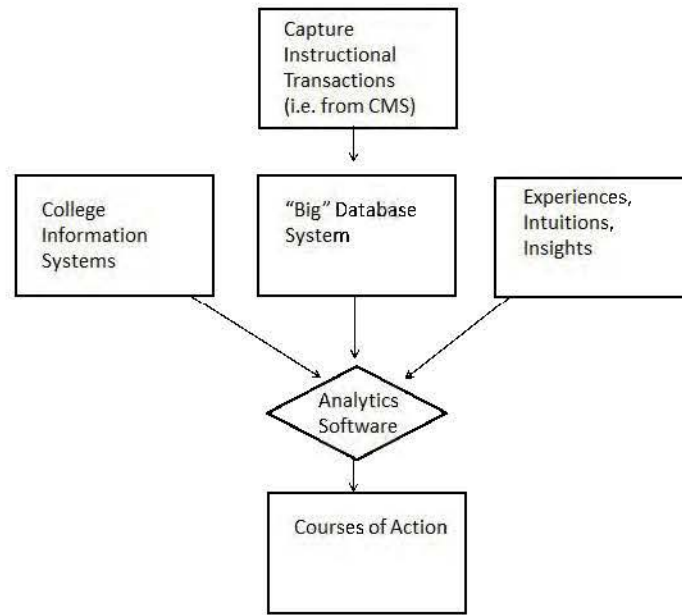 Capture
Instructional
Transactions
(i.e. from CMS)
College
Information
Systems
“Big” Database
System
Experiences,
Intuitions,
Insights
Analytics
Software
Courses of Action